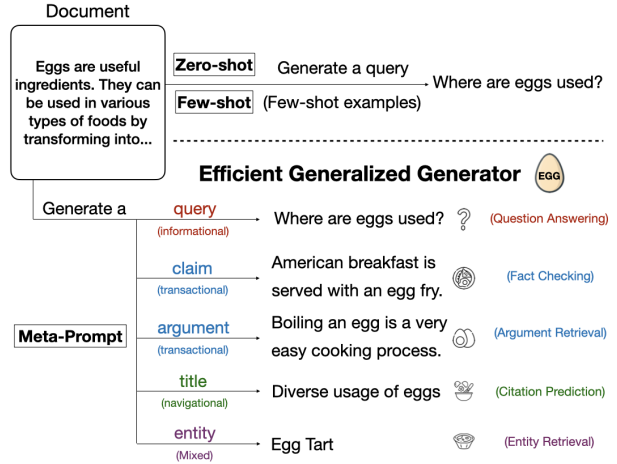 Document
Eggs are useful
ingredients. They can
be used in various
types of foods by
transforming into...
Zero-shot
Generate a query
Few-shot
(Few-shot examples)
Where are eggs used?
Efficient Generalized Generator
EGG
Generate a
Meta-Prompt
query
(informational)
Where are eggs used?
(Question Answering)
claim
(transactional)
American breakfast is
served with an egg fry.
(Fact Checking)
argument
(transactional)
Boiling an egg is a very
easy cooking process.
(Argument Retrieval)
title
(navigational)
Diverse usage of eggs
(Citation Prediction)
entity
(Mixed)
Egg Tart
(Entity Retrieval)